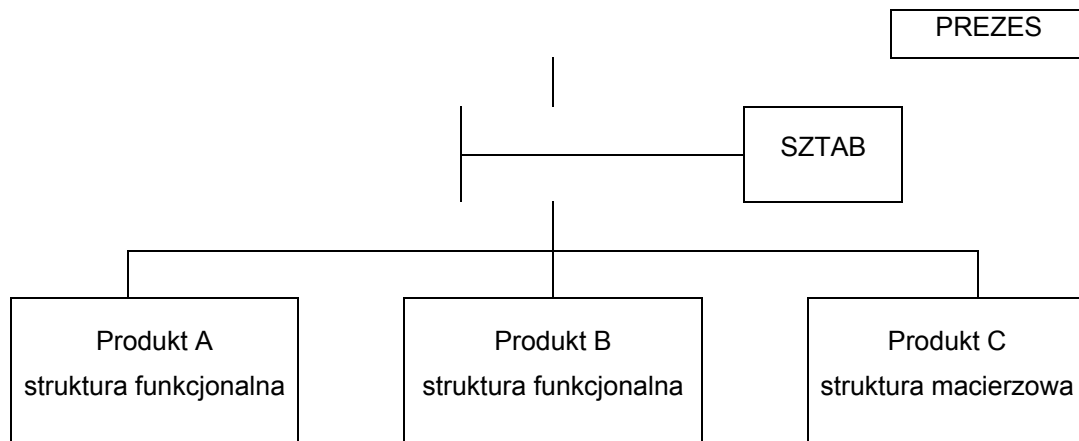 PREZES
SZTAB
Produkt A
struktura funkcjonalna
Produkt B
struktura funkcjonalna
Produkt C
struktura macierzowa